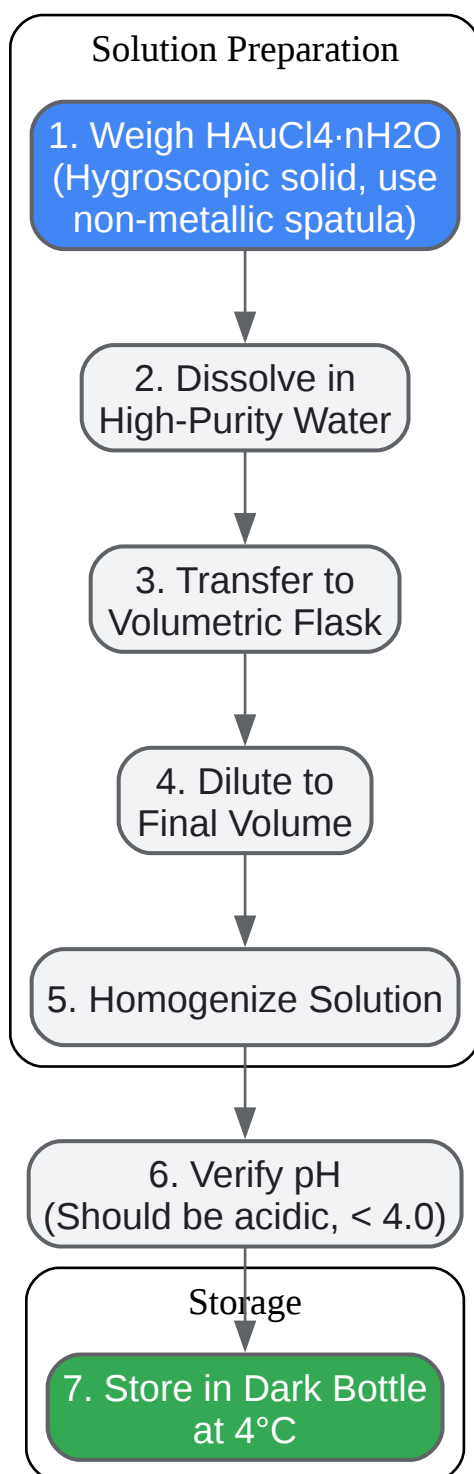 Solution Preparation
1. Weigh HAuCl4·nH2O
(Hygroscopic solid, use
non-metallic spatula)
2. Dissolve in
High-Purity Water
3. Transfer to
Volumetric Flask
4. Dilute to
Final Volume
5. Homogenize Solution
6. Verify pH
(Should be acidic, < 4.0)
Storage
7. Store in Dark Bottle
at 4°C